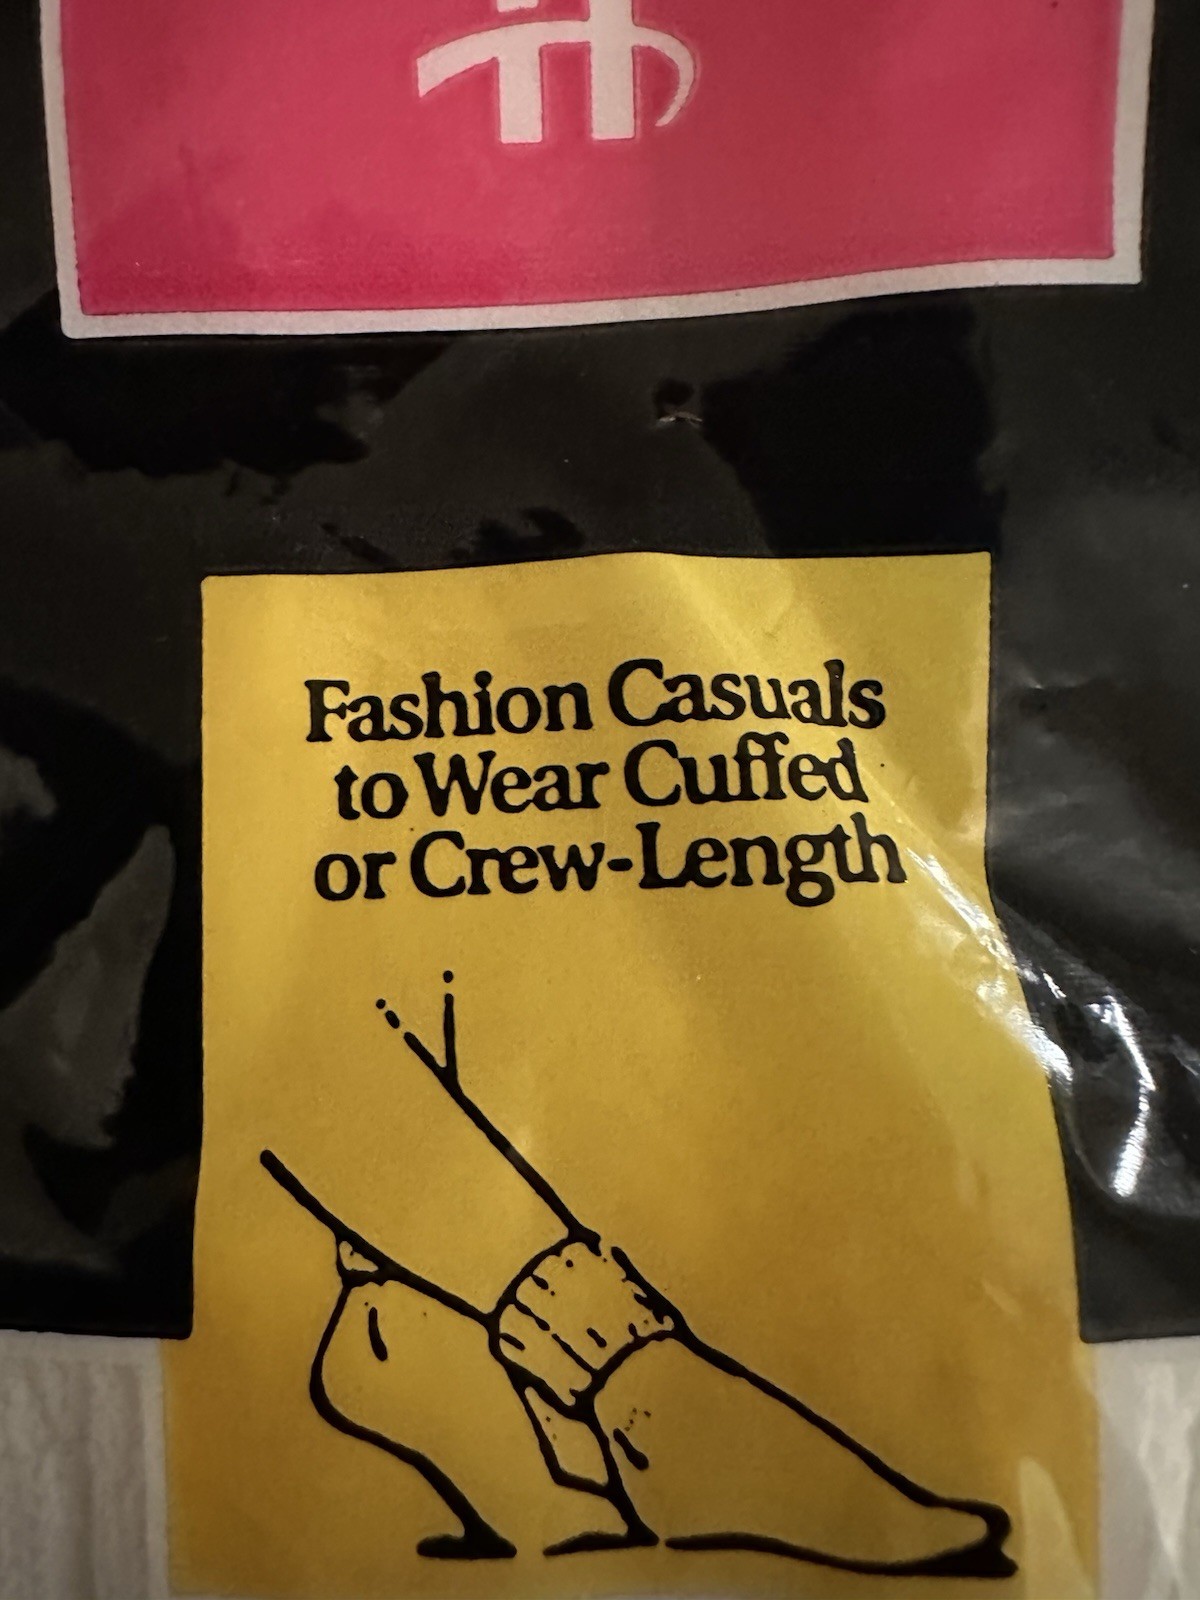 Fashion Casuals
to Wear Cuffed
or Crew-Length